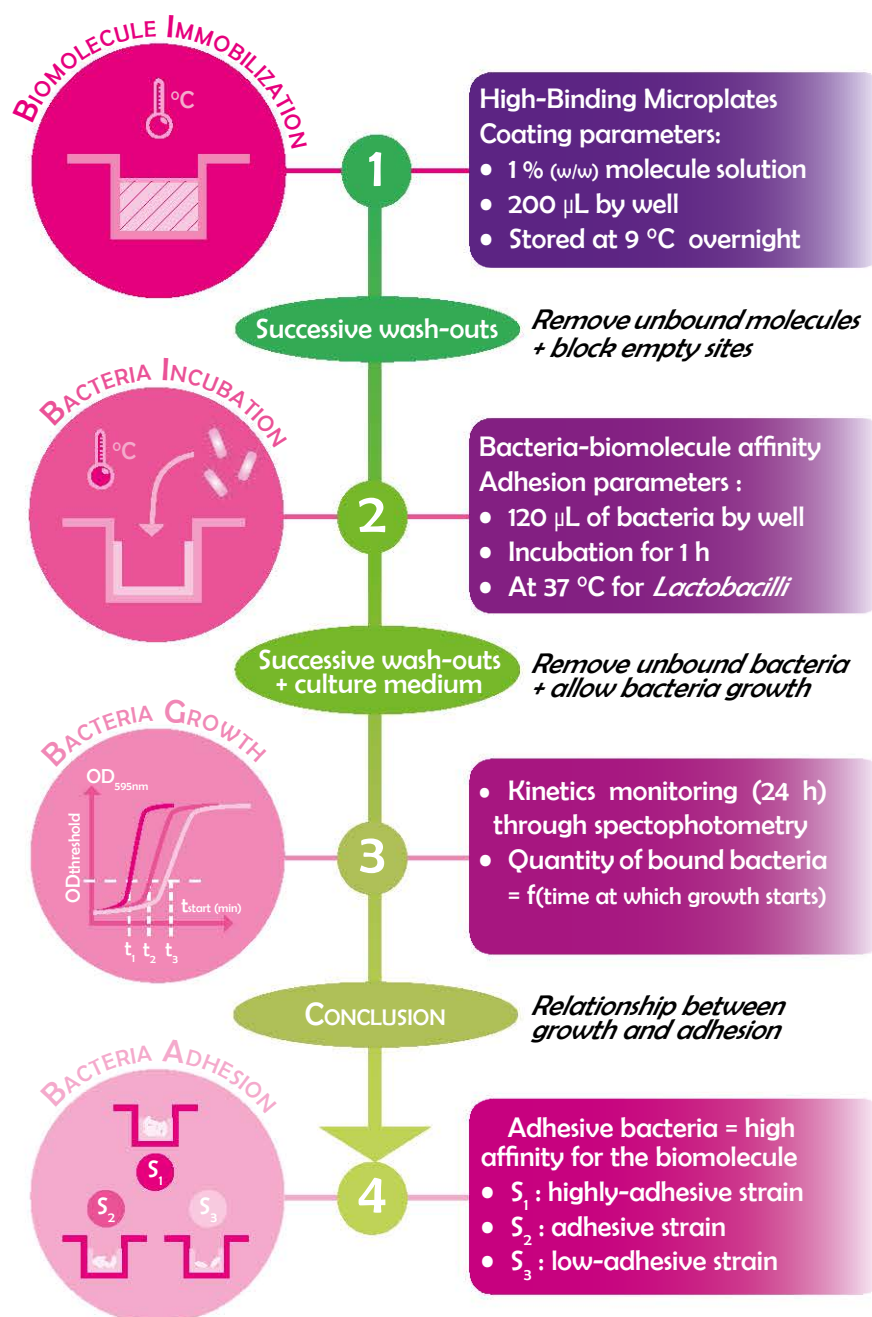 BIOMOLECULE IMMOBILIZATION
°C
1
High-Binding Microplates
Coating parameters:
• 1 % (w/w) molecule solution
• 200 µL by well
• Stored at 9 °C overnight
Successive wash-outs
Remove unbound molecules
+ block empty sites
BACTERIA INCUBATION
°C
2
Bacteria-biomolecule affinity
Adhesion parameters :
• 120 µL of bacteria by well
• Incubation for 1 h
• At 37 °C for Lactobacilli
Successive wash-outs
+ culture medium
Remove unbound bacteria
+ allow bacteria growth
BACTERIA GROWTH
OD595nm
ODthreshold
tstart (min)
t1 t2 t3
3
• Kinetics monitoring (24 h)
through spectophotometry
• Quantity of bound bacteria
= f(time at which growth starts)
CONCLUSION
Relationship between
growth and adhesion
BACTERIA ADHESION
S1
S2 S3
4
Adhesive bacteria = high
affinity for the biomolecule
• S1 : highly-adhesive strain
• S2 : adhesive strain
• S3 : low-adhesive strain